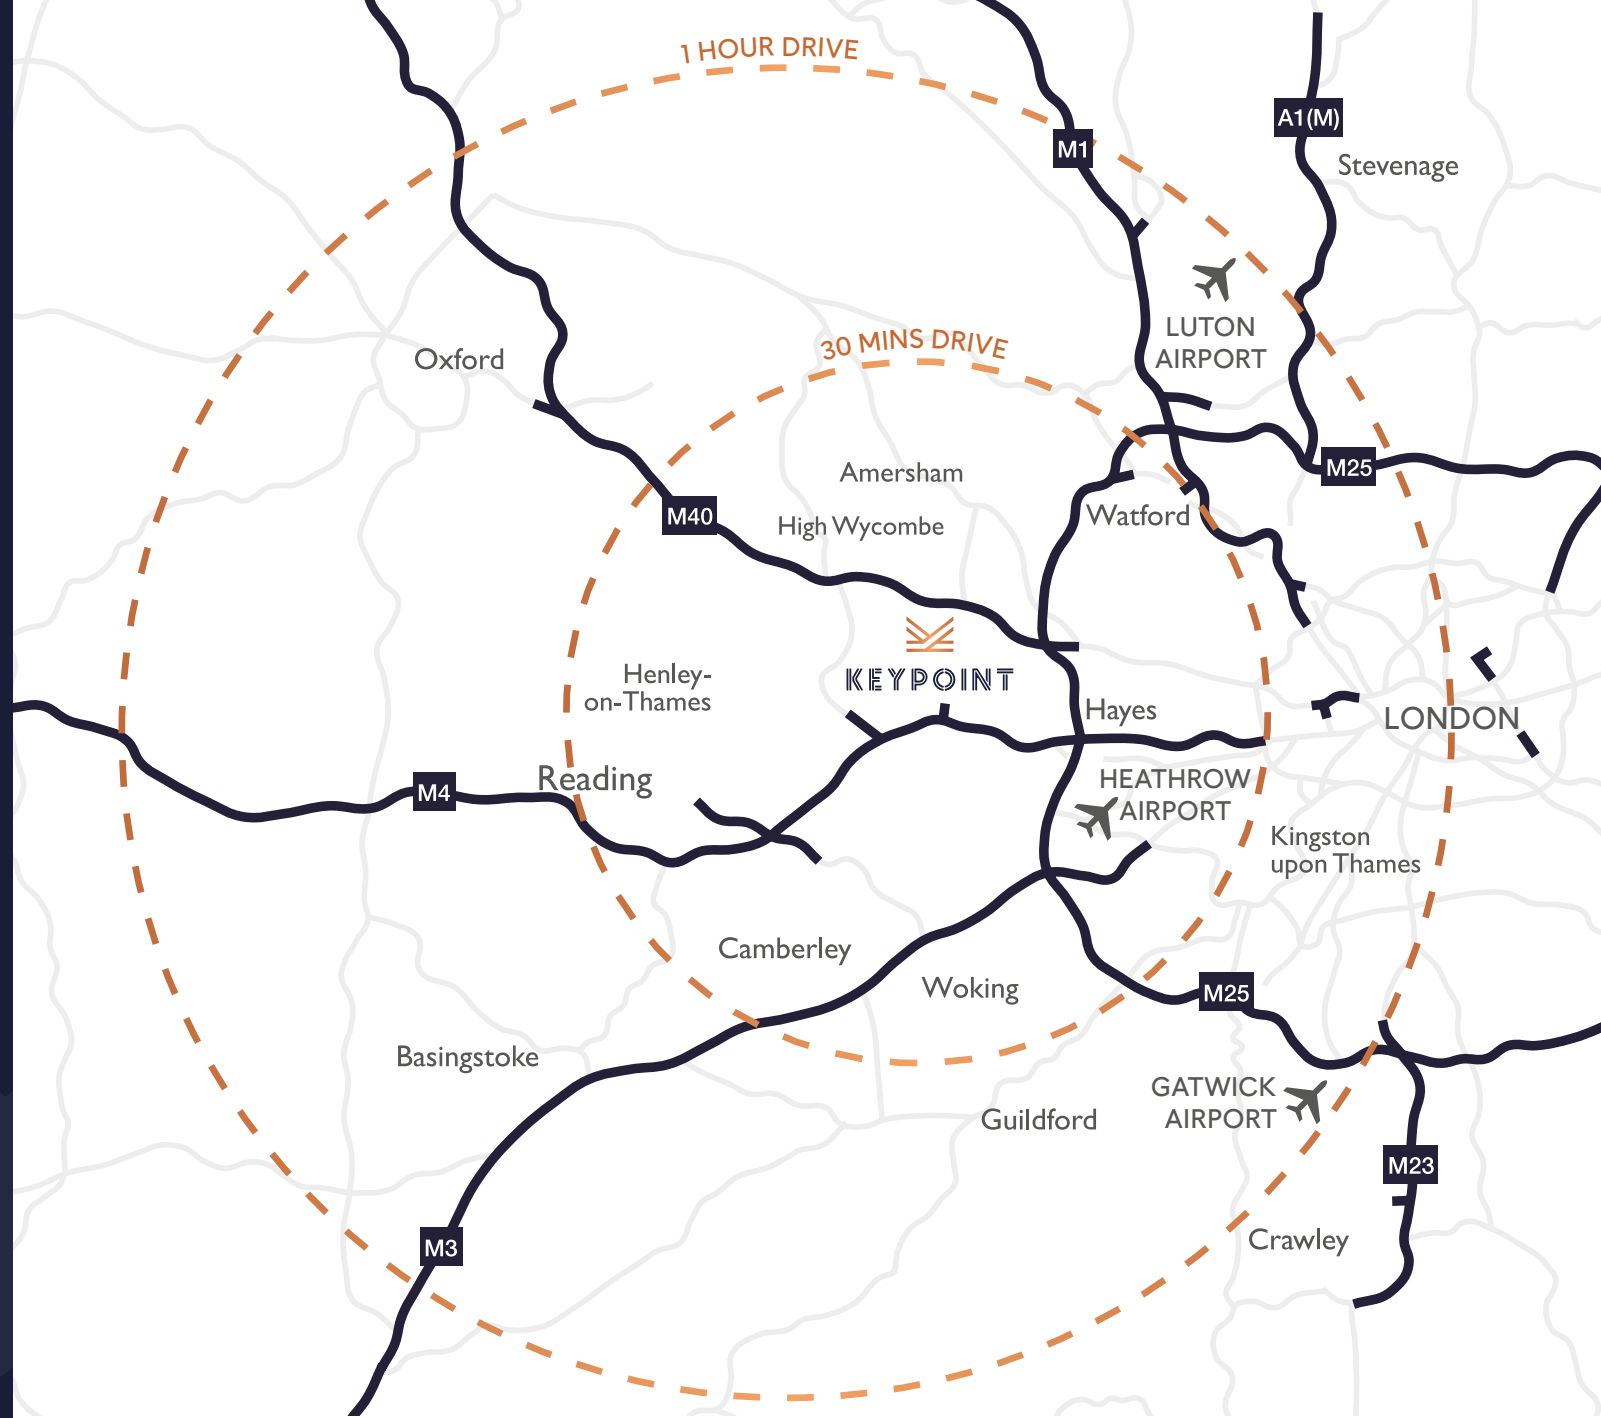 1 HOUR DRIVE
A1(M)
M1
Stevenage
LUTON
AIRPORT
30 MINS DRIVE
Oxford
M25
Amersham
M40
High Wycombe
Watford
KEYPOINT
Henley-
on-Thames
Hayes
LONDON
Reading
M4
HEATHROW
AIRPORT
Kingston
upon Thames
Camberley
Woking
M25
Basingstoke
GATWICK
AIRPORT
Guildford
M23
M3
Crawley